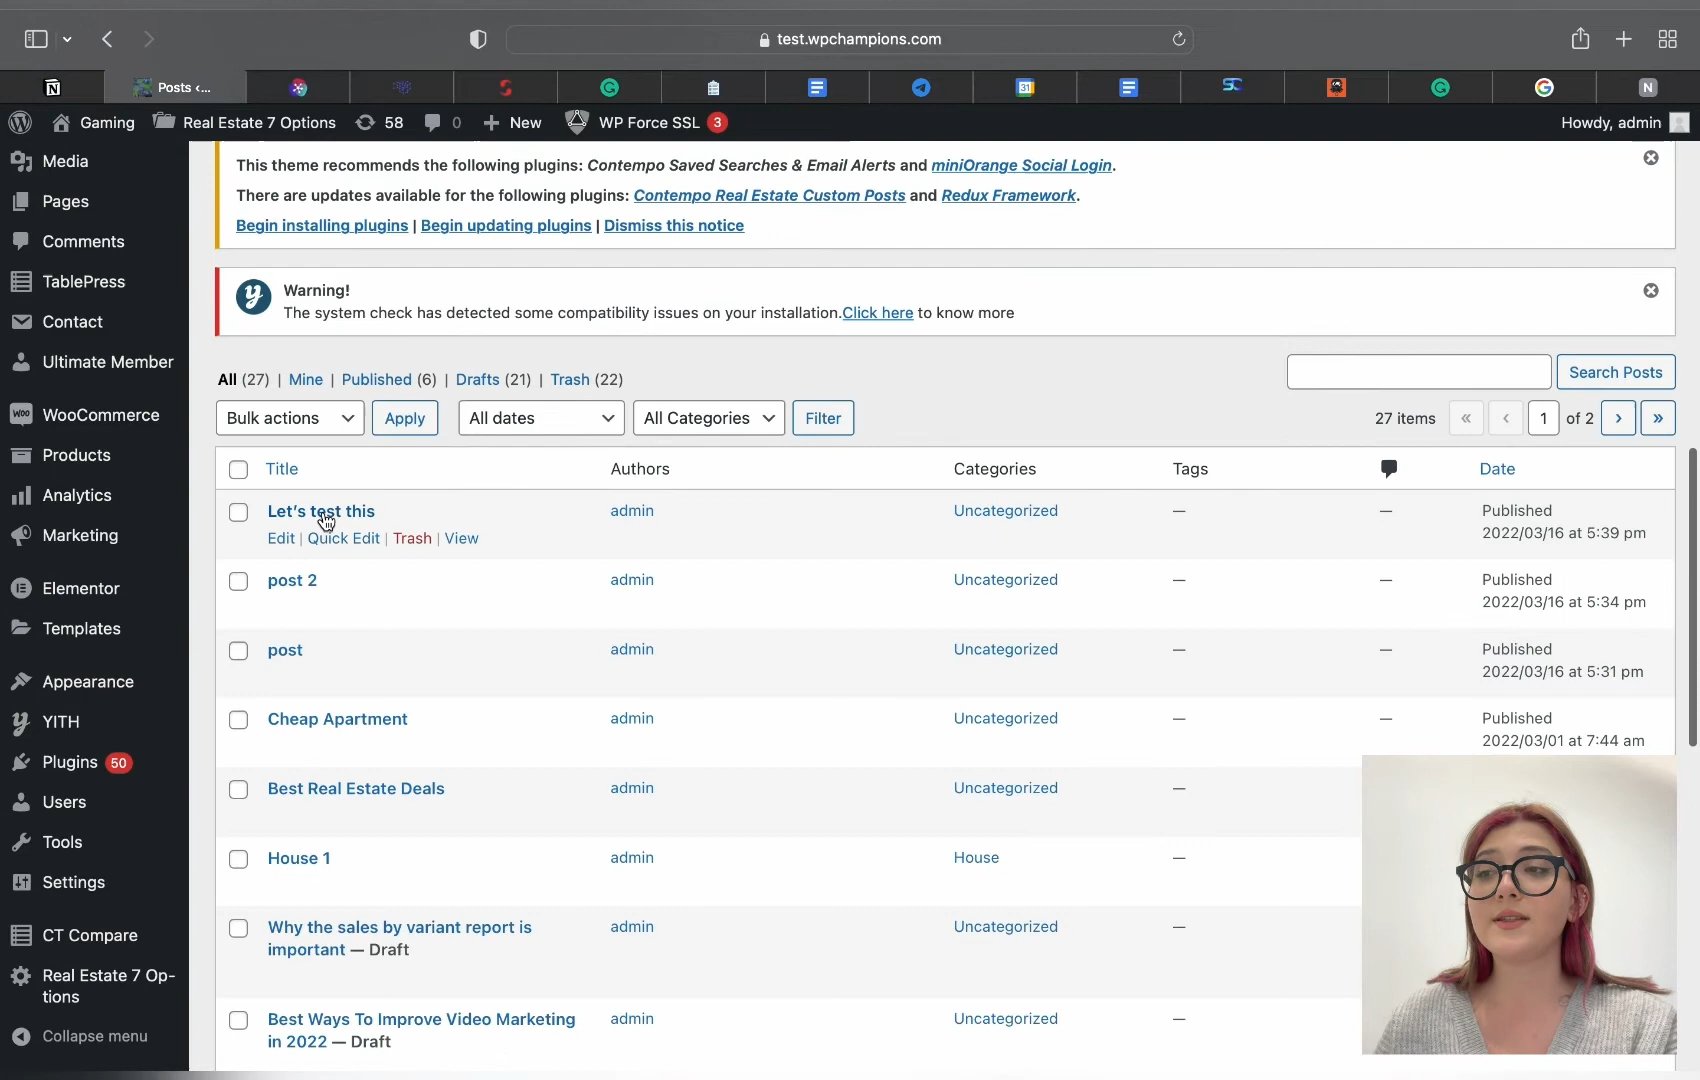 test.wpchampions.com
Posts ‹...
31
N
Gaming Real Estate 7 Options 58 0 New WP Force SSL 3 Howdy, admin
Media
Pages
Comments
TablePress
Contact
Ultimate Member
WOO WooCommerce
Products
Analytics
Marketing
Elementor
Templates
Appearance
YITH
Plugins 50
Users
Tools
Settings
CT Compare
Real Estate 7 Op-
tions
Collapse menu
This theme recommends the following plugins: Contempo Saved Searches & Email Alerts and miniOrange Social Login.
There are updates available for the following plugins: Contempo Real Estate Custom Posts and Redux Framework.
Begin installing plugins | Begin updating plugins | Dismiss this notice
Warning!
The system check has detected some compatibility issues on your installation.Click here to know more
All (27) | Mine | Published (6) | Drafts (21) | Trash (22)
Search Posts
Bulk actions Apply All dates All Categories Filter 27 items « ‹ 1 of 2 › »
Title Authors Categories Tags Date
Let's test this admin Uncategorized — — Published
2022/03/16 at 5:39 pm
Edit | Quick Edit | Trash | View
post 2 admin Uncategorized — — Published
2022/03/16 at 5:34 pm
post admin Uncategorized — — Published
2022/03/16 at 5:31 pm
Cheap Apartment admin Uncategorized — — Published
2022/03/01 at 7:44 am
Best Real Estate Deals admin Uncategorized —
House 1 admin House —
Why the sales by variant report is admin Uncategorized —
important — Draft
Best Ways To Improve Video Marketing admin Uncategorized —
in 2022 — Draft